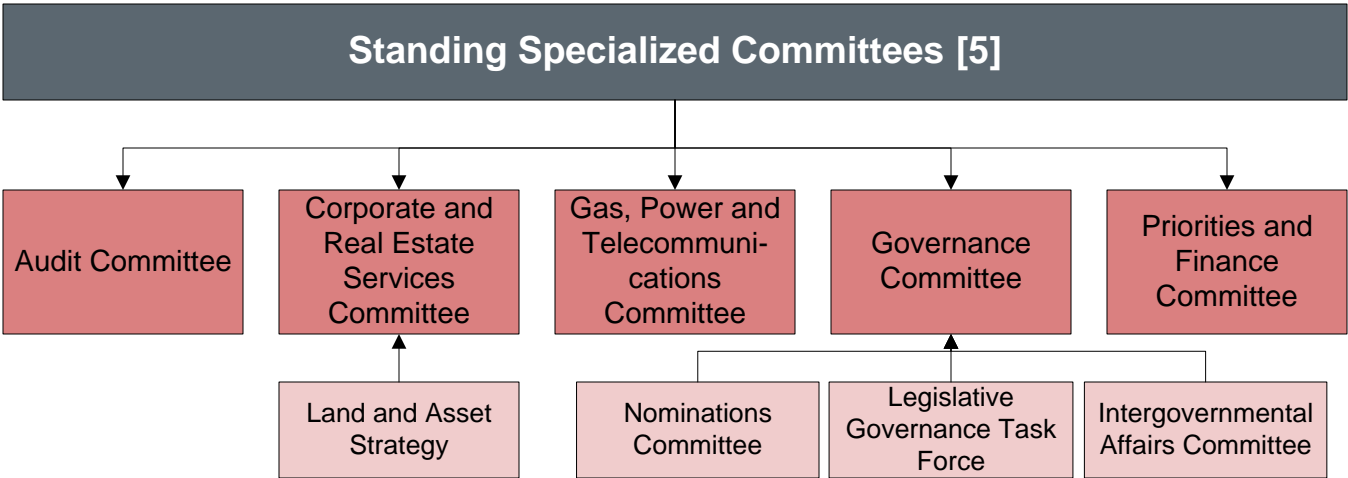 Standing Specialized Committees [5]
Audit Committee
Corporate and
Real Estate
Services
Committee
Gas, Power and
Telecommuni-
cations
Committee
Governance
Committee
Priorities and
Finance
Committee
Land and Asset
Strategy
Nominations
Committee
Legislative
Governance Task
Force
Intergovernmental
Affairs Committee